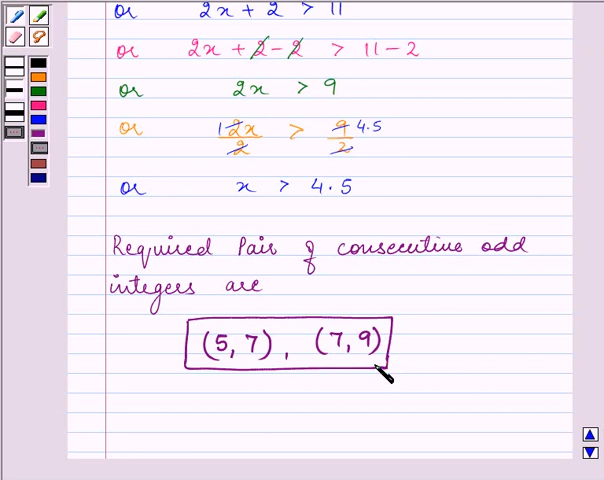 or 2x + 2 > 11
or 2x + 2 - 2 > 11 - 2
or 2x > 9
or 1 2x/2 > 9/2 4.5
or x > 4.5
Required Pair of consecutive odd
integers are
(5, 7), (7, 9)